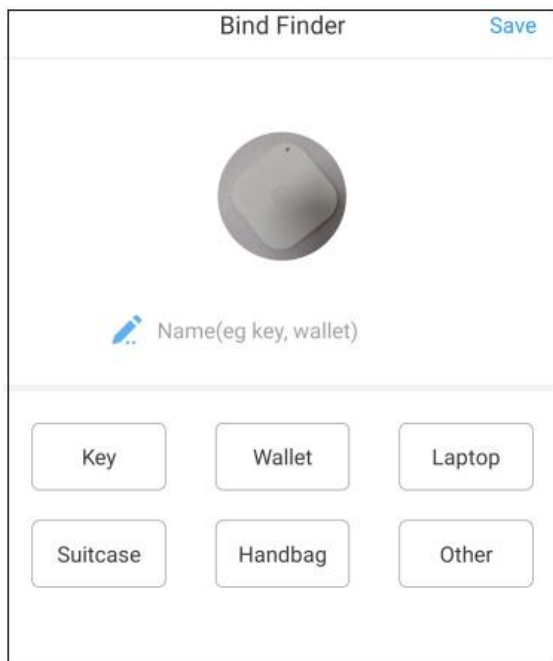 Bind Finder Save
Name(eg key, wallet)
Key Wallet Laptop
Suitcase Handbag Other